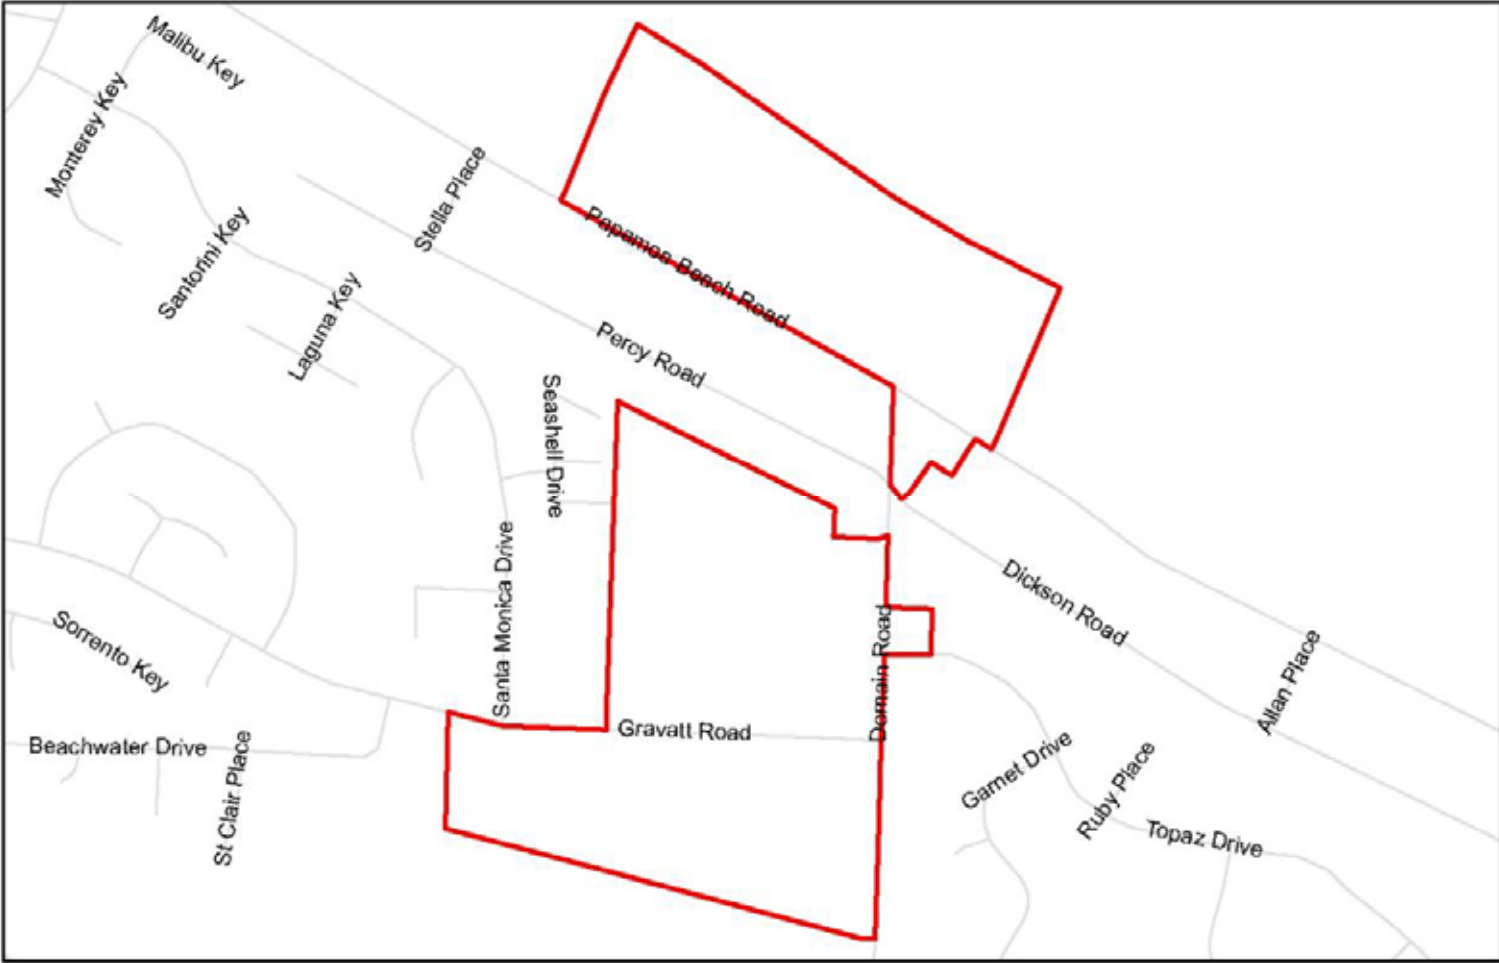 Malibu Key
Monterey Key
Stella Place
Santorini Key
Papamoa Beach Road
Laguna Key
Percy Road
Seashell Drive
Santa Monica Drive
Dickson Road
Domain Road
Sorrento Key
Allan Place
Gravatt Road
Beachwater Drive
St Clair Place
Garnet Drive
Ruby Place
Topaz Drive